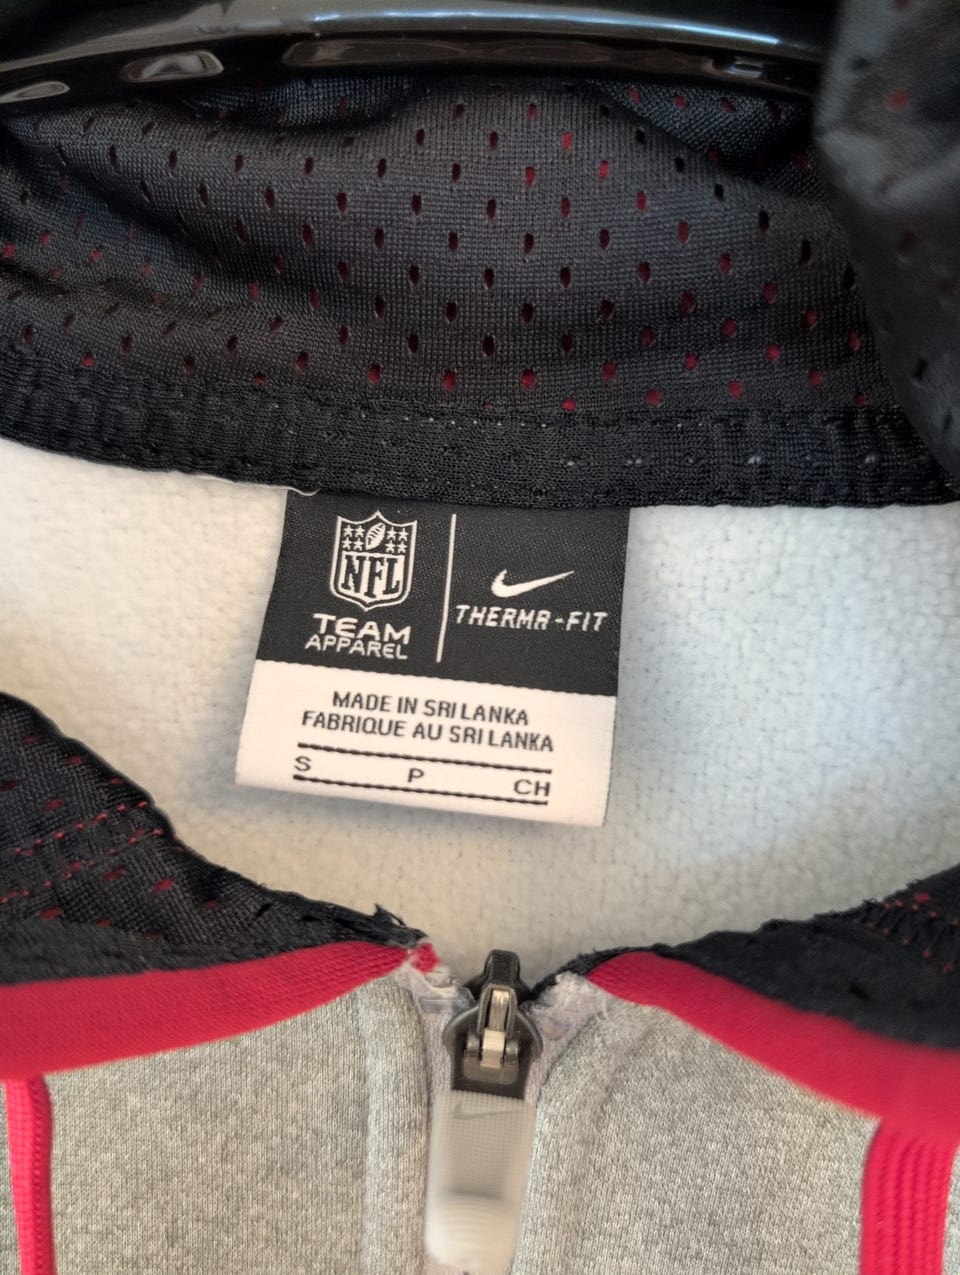 NFL
TEAM
APPAREL
THERMA-FIT
MADE IN SRI LANKA
FABRIQUE AU SRI LANKA
S P CH